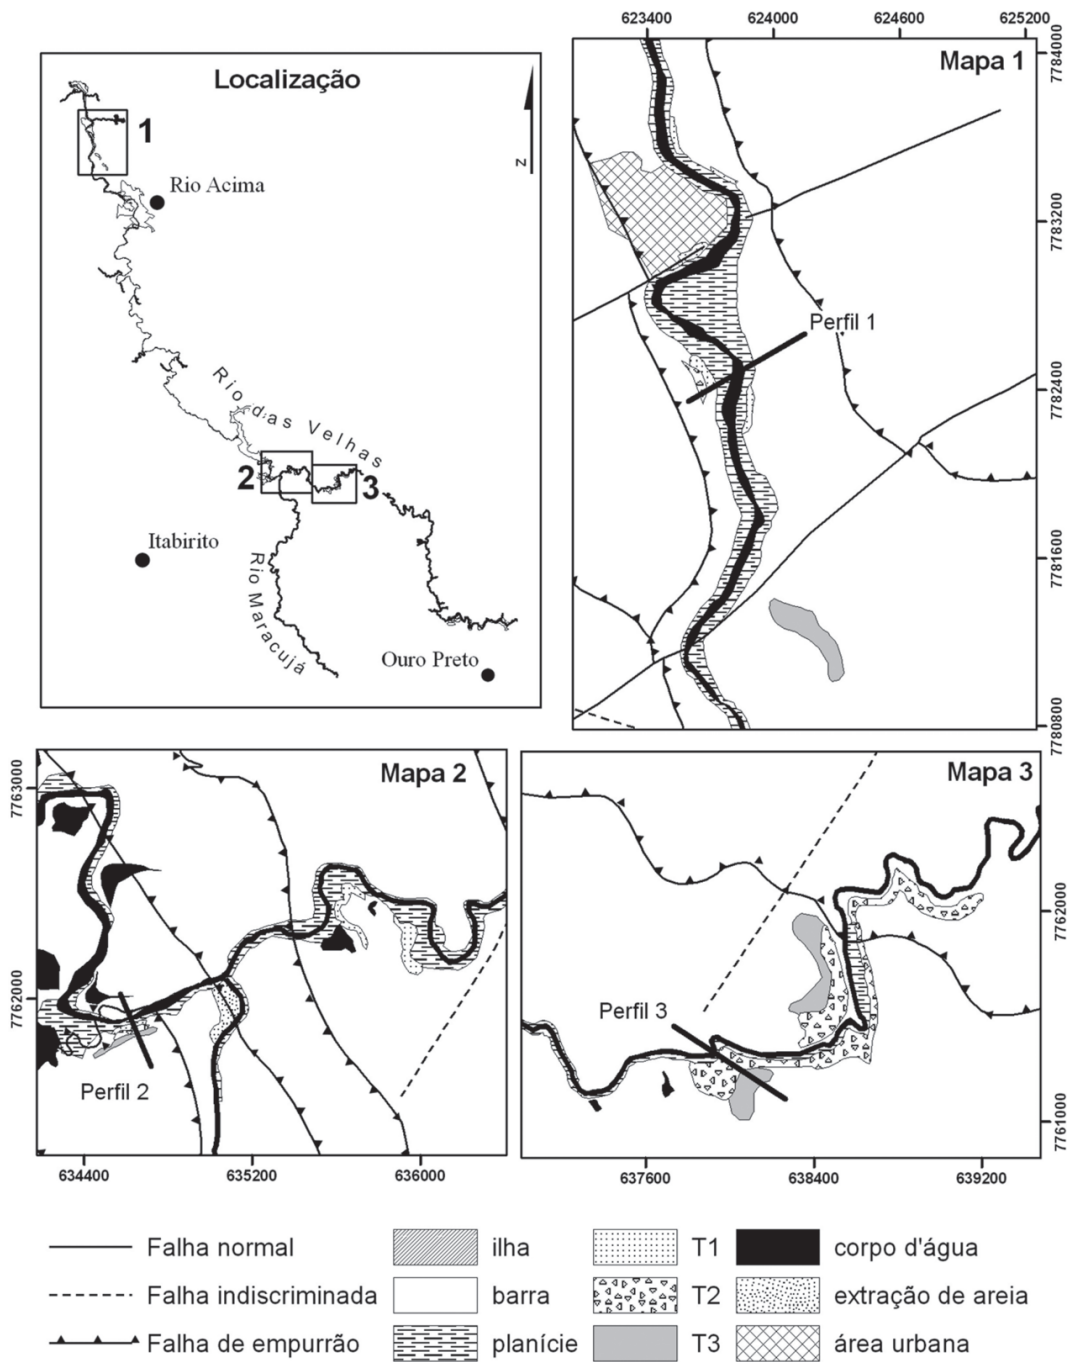 623400 624000 624600 625200
Localização
Mapa 1
7784000
1
Rio Acima
7783200
Perfil 1
7782400
Rio das Velhas
2
3
Itabirito
Rio Maracujá
Ouro Preto
7781600
7780800
N
Mapa 2
7763000
7762000
Perfil 2
634400 635200 636000
Mapa 3
7762000
Perfil 3
7761000
637600 638400 639200
Falha normal ilha T1 corpo d'água
Falha indiscriminada barra T2 extração de areia
Falha de empurrão planície T3 área urbana